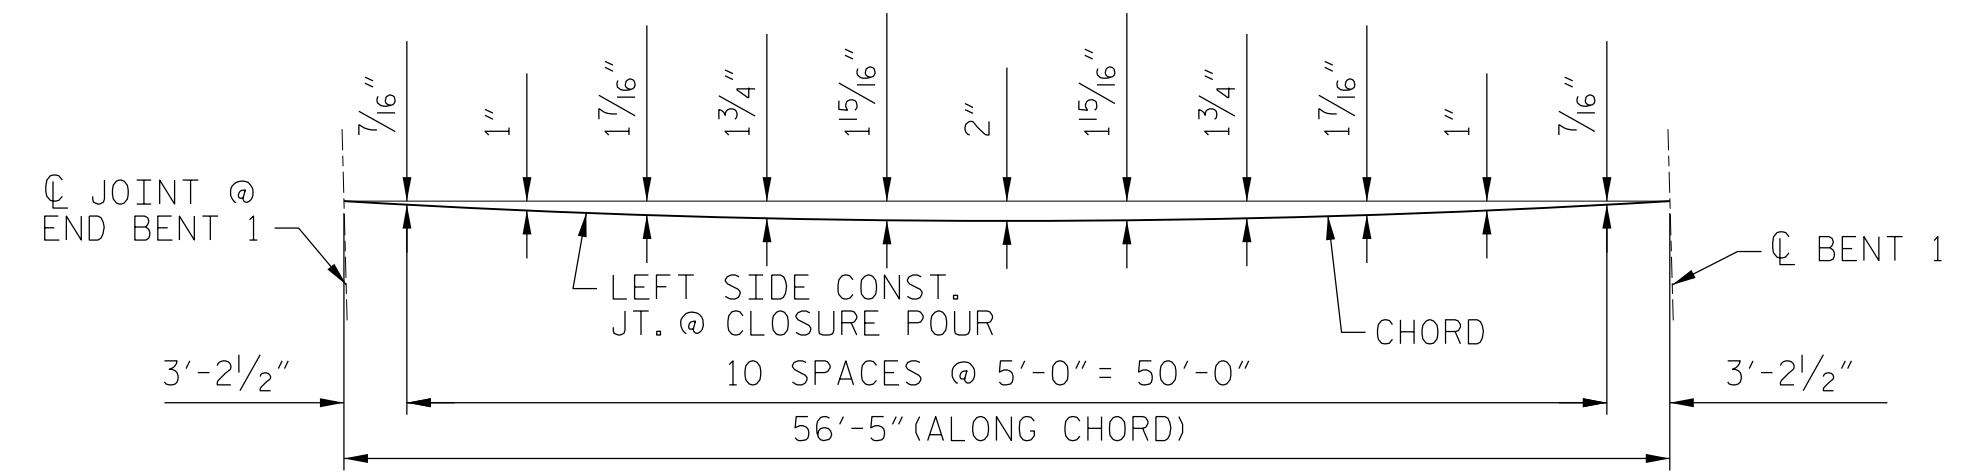 7/16"
1"
1 7/16"
1 3/4"
1 15/16"
2"
1 15/16"
1 3/4"
1 7/16"
1"
7/16"
℄ JOINT @
END BENT 1
℄ BENT 1
LEFT SIDE CONST.
JT. @ CLOSURE POUR
CHORD
3'-2 1/2"
10 SPACES @ 5'-0" = 50'-0"
3'-2 1/2"
56'-5" (ALONG CHORD)